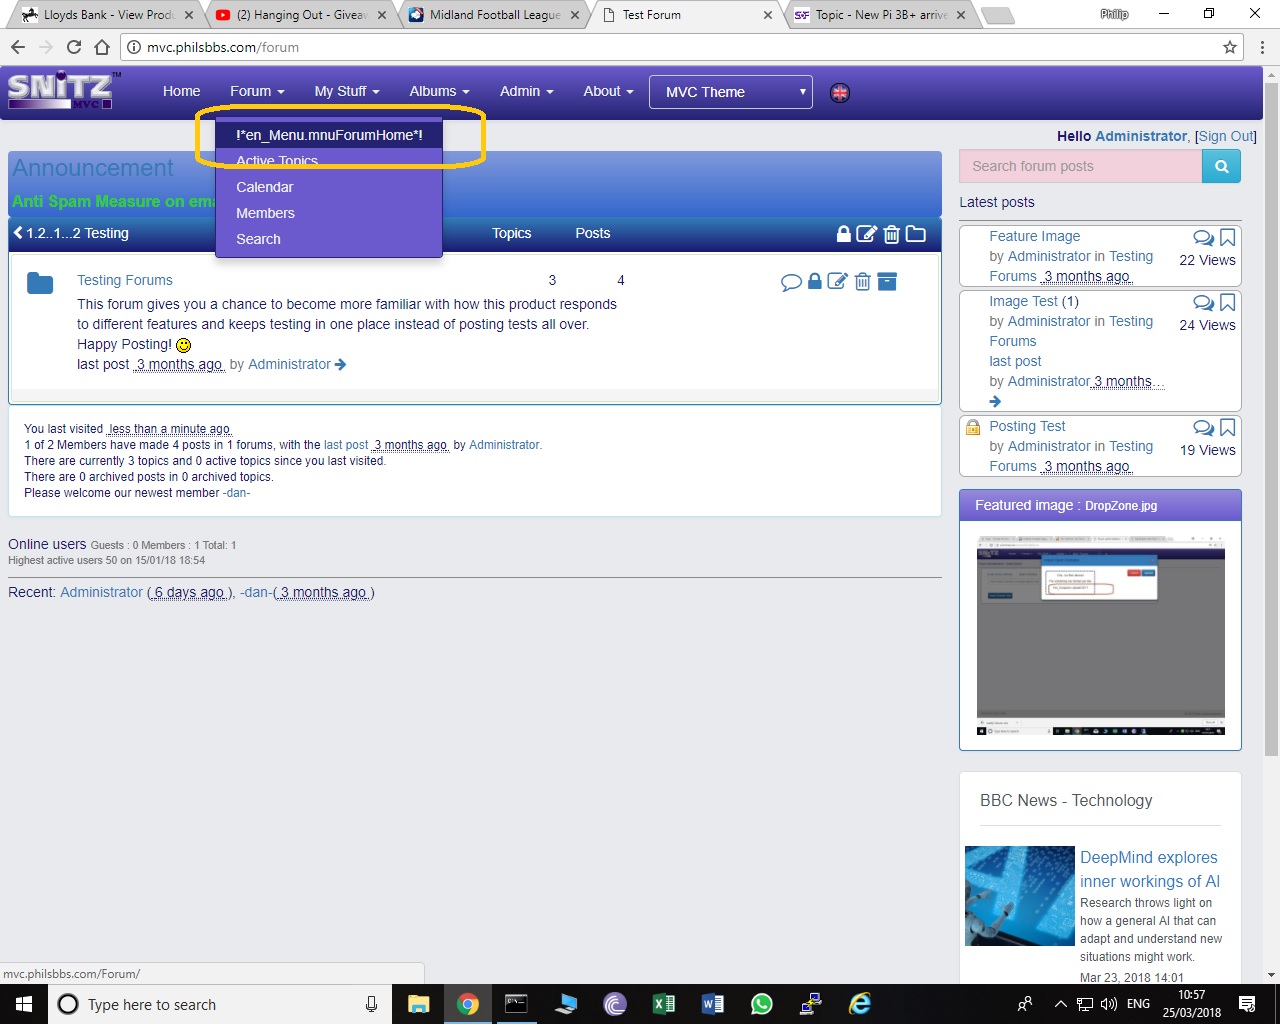 Lloyds Bank - View Produ
(2) Hanging Out - Giveaw
Midland Football League
Test Forum
Topic - New Pi 3B+ arrive
Philip
mvc.philsbbs.com/forum
SNITZ™
MVC
Home
Forum
My Stuff
Albums
Admin
About
MVC Theme
!*en_Menu.mnuForumHome*!
Active Topics
Calendar
Members
Search
Hello Administrator, [Sign Out]
Announcement
Anti Spam Measure on ema
Search forum posts
Latest posts
1.2..1...2 Testing
Topics
Posts
Testing Forums
3
4
This forum gives you a chance to become more familiar with how this product responds
to different features and keeps testing in one place instead of posting tests all over.
Happy Posting!
last post 3 months ago by Administrator
Feature Image
by Administrator in Testing
Forums 3 months ago
22 Views
Image Test (1)
by Administrator in Testing
Forums
last post
by Administrator 3 months...
24 Views
Posting Test
by Administrator in Testing
Forums 3 months ago
19 Views
You last visited less than a minute ago
1 of 2 Members have made 4 posts in 1 forums, with the last post 3 months ago by Administrator.
There are currently 3 topics and 0 active topics since you last visited.
There are 0 archived posts in 0 archived topics.
Please welcome our newest member -dan-
Online users Guests : 0 Members : 1 Total: 1
Highest active users 50 on 15/01/18 18:54
Recent: Administrator ( 6 days ago ), -dan-( 3 months ago )
Featured image : DropZone.jpg
BBC News - Technology
DeepMind explores
inner workings of AI
Research throws light on
how a general AI that can
adapt and understand new
situations might work.
Mar 23, 2018 14:01
mvc.philsbbs.com/Forum/
Type here to search
ENG
10:57
25/03/2018